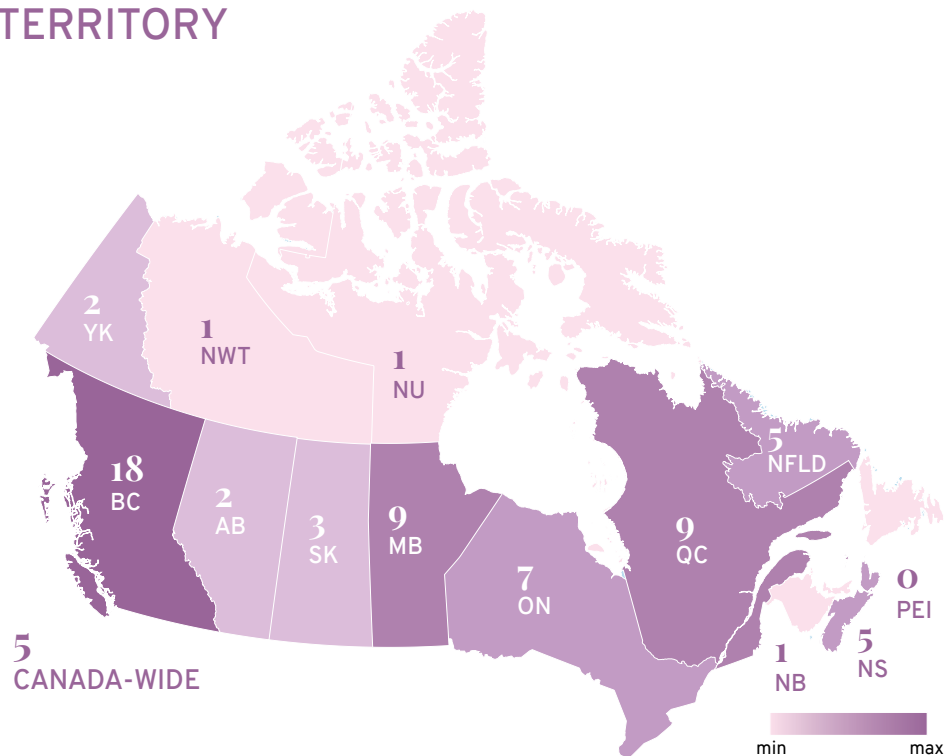 TERRITORY
2
YK
1
NWT
1
NU
18
BC
2
AB
3
SK
9
MB
7
ON
9
QC
5
NFLD
0
PEI
5
NS
1
NB
5
CANADA-WIDE
min max